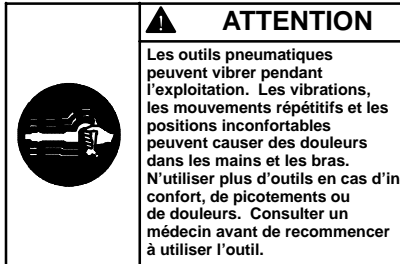 ATTENTION
Les outils pneumatiques
peuvent vibrer pendant
l'exploitation. Les vibrations,
les mouvements répétitifs et les
positions inconfortables
peuvent causer des douleurs
dans les mains et les bras.
N'utiliser plus d'outils en cas d'in
confort, de picotements ou
de douleurs. Consulter un
médecin avant de recommencer
à utiliser l'outil.